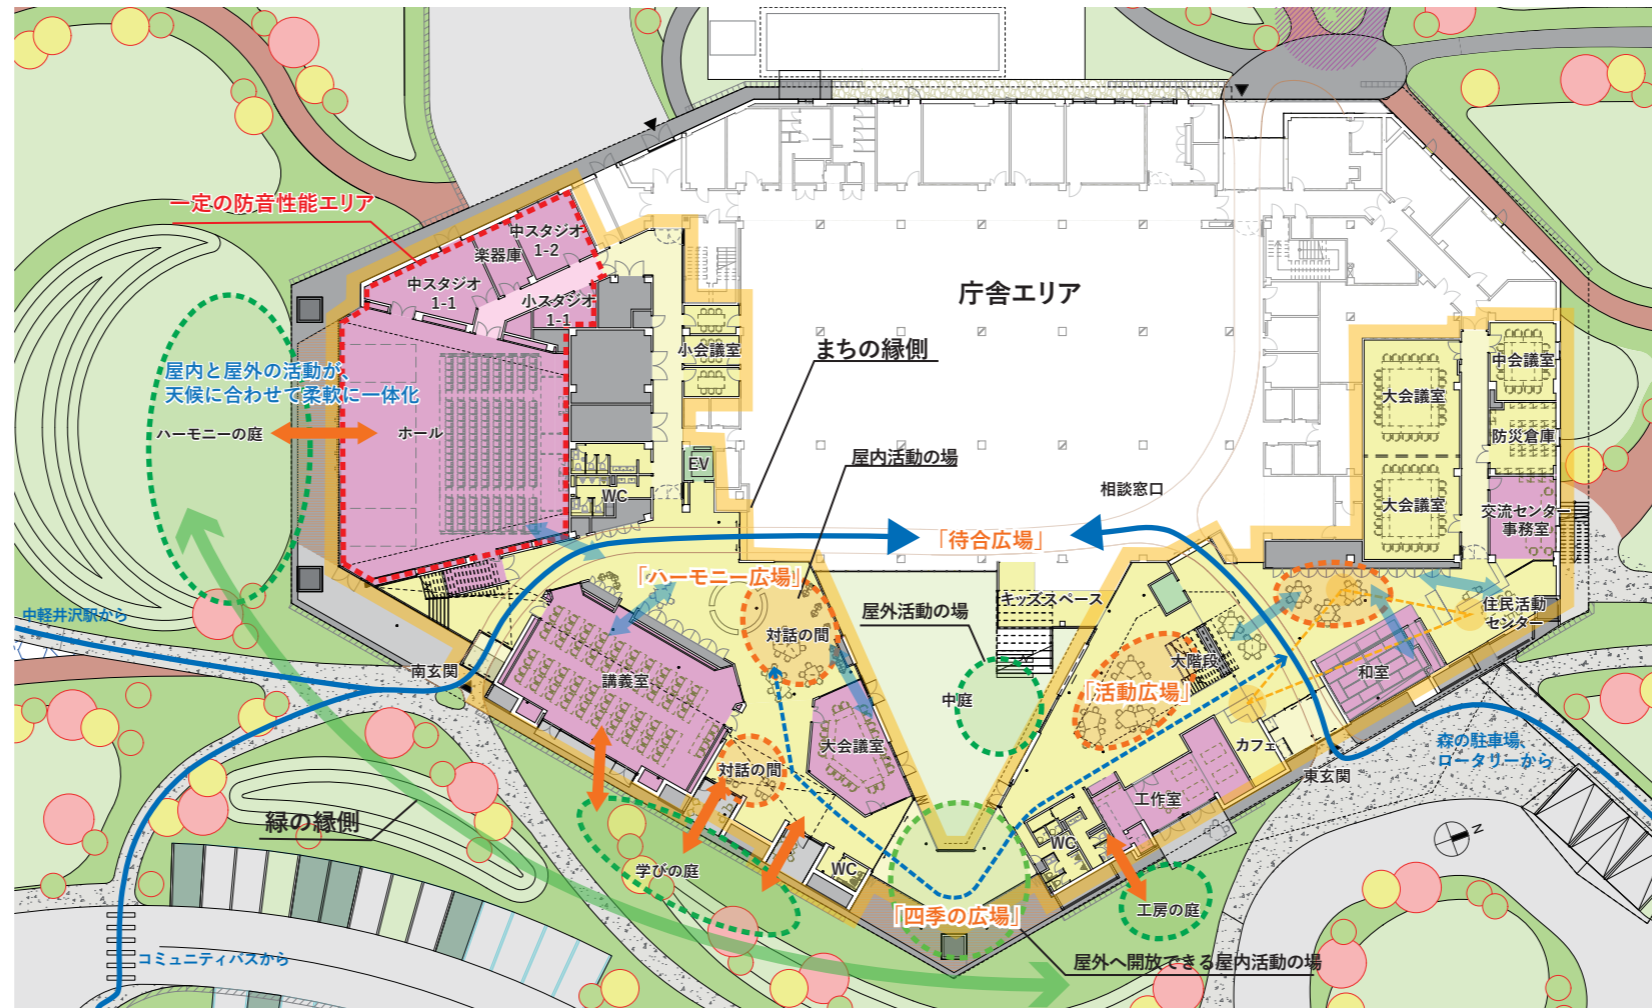 一定の防音性能エリア
中スタジオ
1-2
楽器庫
中スタジオ
1-1
小スタジオ
1-1
庁舎エリア
小会議室
まちの縁側
中会議室
大会議室
屋内と屋外の活動が、
天候に合わせて柔軟に一体化
ハーモニーの庭
ホール
防災倉庫
EV
屋内活動の場
WC
相談窓口
大会議室
交流センター
事務室
「待合広場」
「ハーモニー広場」
キッズスペース
住民活動
センター
中軽井沢駅から
対話の間
屋外活動の場
南玄関
講義室
大階段
和室
「活動広場」
中庭
大会議室
カフェ
森の駐車場、
ロータリーから
対話の間
東玄関
工作室
緑の縁側
WC
N
学びの庭
WC
「四季の広場」
工房の庭
コミュニティバスから
屋外へ開放できる屋内活動の場